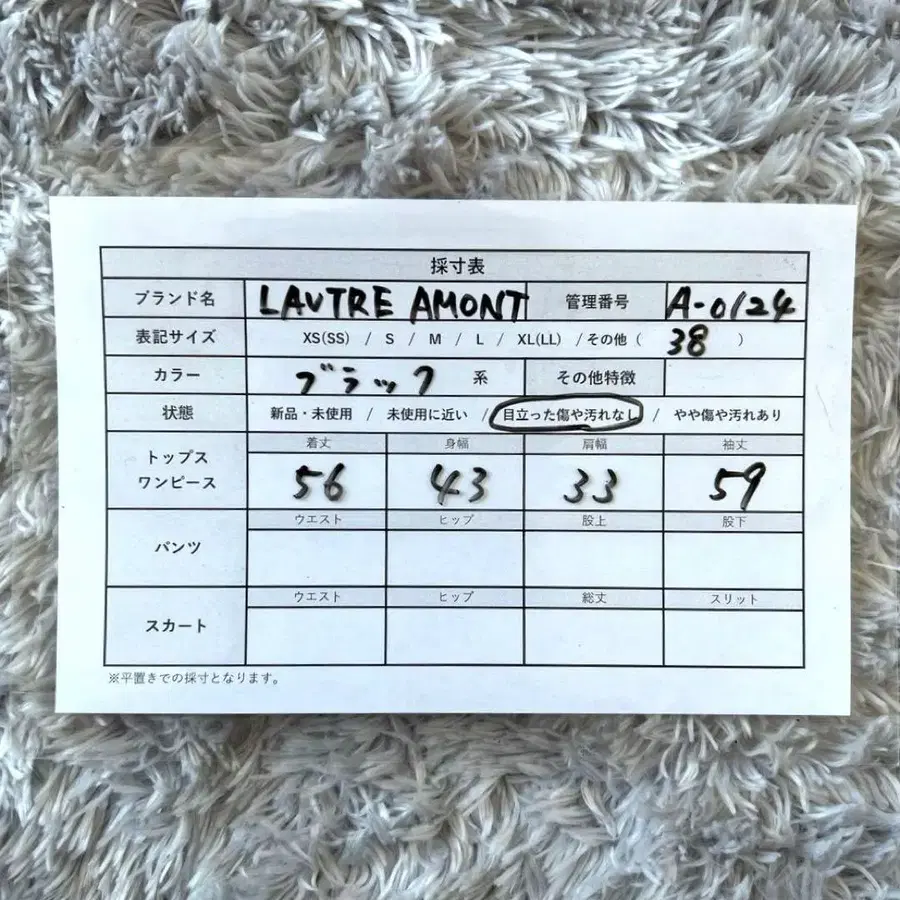 採寸表
ブランド名 LAUTRE AMONT 管理番号 A-0124
表記サイズ XS(SS) / S / M / L / XL(LL) / その他 ( 38 )
カラー ブラック 系 その他特徴
状態 新品・未使用 / 未使用に近い / 目立った傷や汚れなし / やや傷や汚れあり
トップス ワンピース
着丈 身幅 肩幅 袖丈
56 43 33 59
パンツ
ウエスト ヒップ 股上 股下
スカート
ウエスト ヒップ 総丈 スリット
※平置きでの採寸となります。